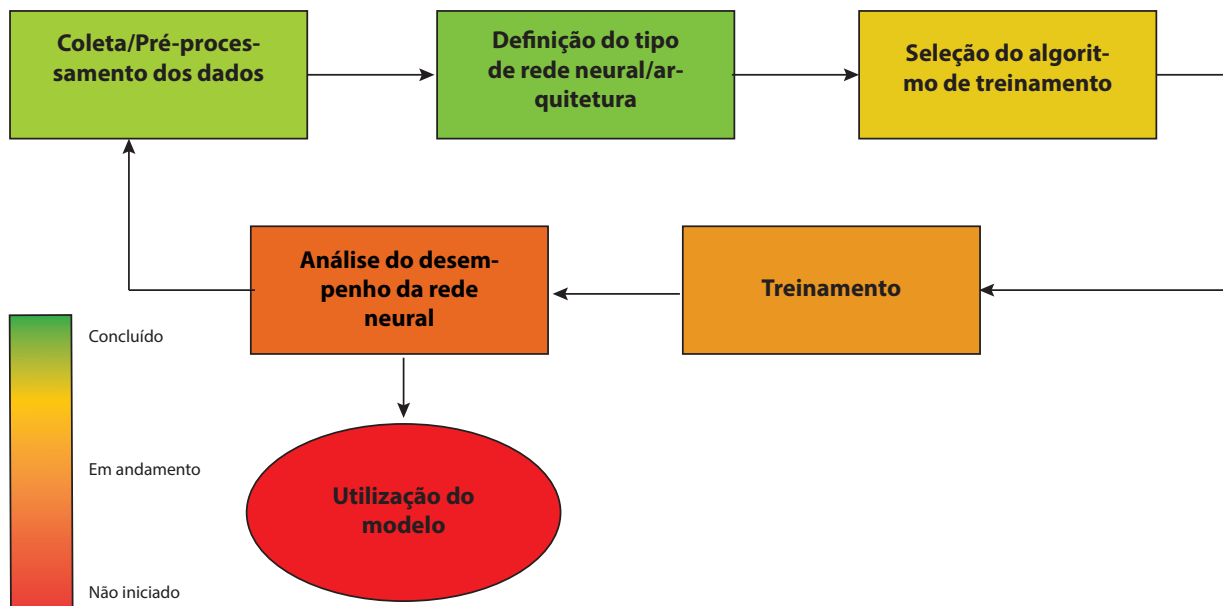 Coleta/Pré-proces-
samento dos dados
Definição do tipo
de rede neural/ar-
quitetura
Seleção do algorit-
mo de treinamento
Análise do desem-
penho da rede
neural
Treinamento
Concluído
Em andamento
Não iniciado
Utilização do
modelo